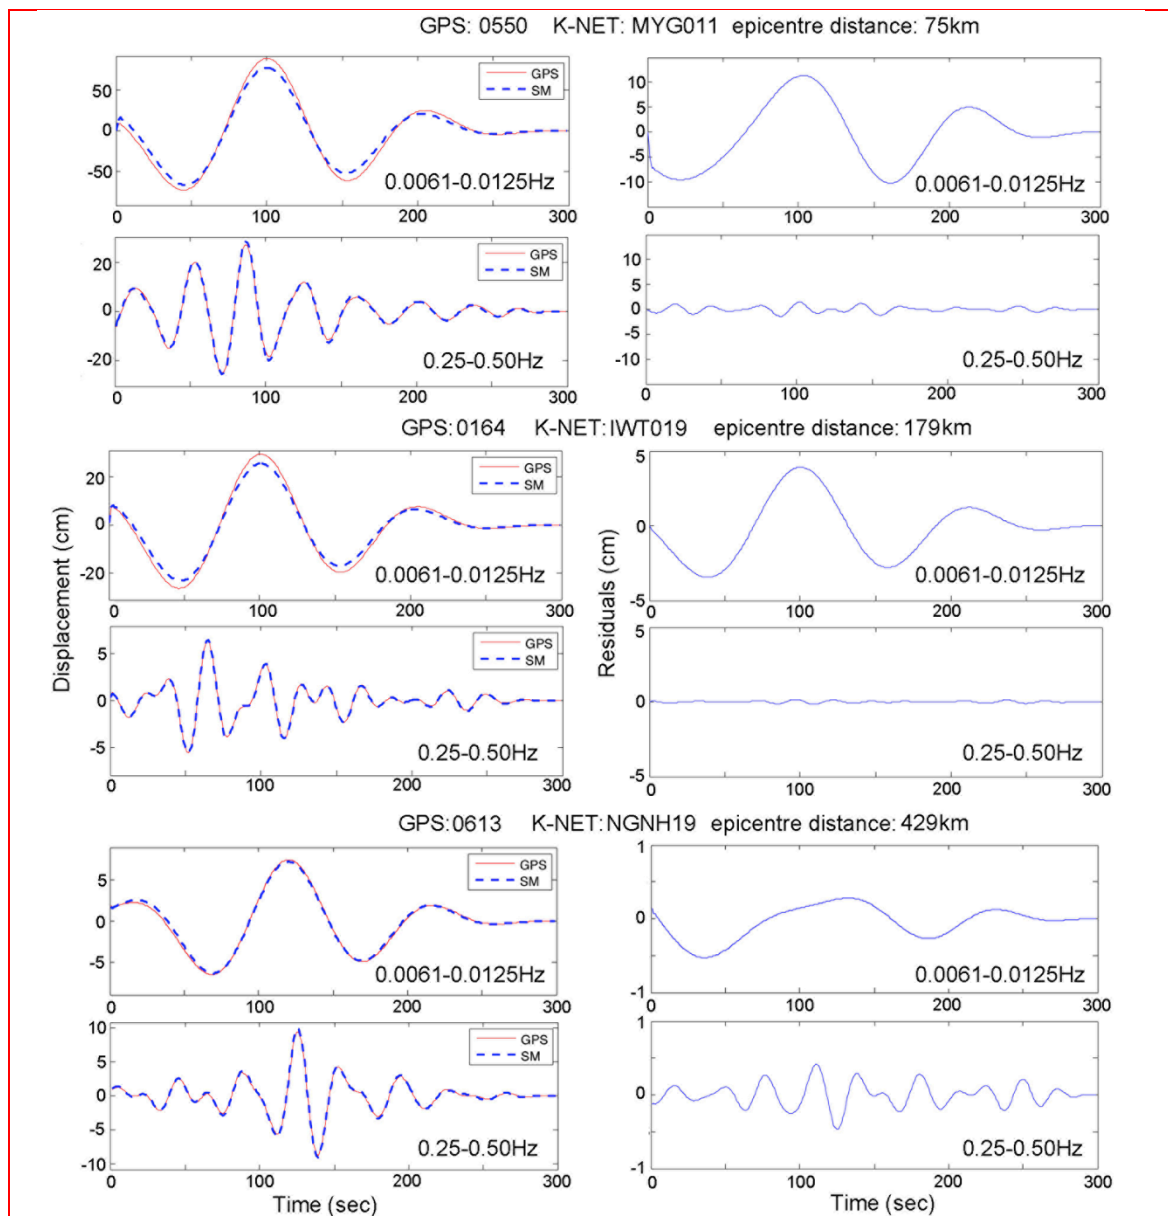 GPS: 0550 K-NET: MYG011 epicentre distance: 75km
50
0
-50
GPS
SM
0.0061-0.0125Hz
0 100 200 300
10
5
0
-5
-10
0.0061-0.0125Hz
0 100 200 300
20
0
-20
GPS
SM
0.25-0.50Hz
0 100 200 300
10
5
0
-5
-10
0.25-0.50Hz
0 100 200 300
GPS:0164 K-NET:IWT019 epicentre distance: 179km
Displacement (cm)
20
0
-20
GPS
SM
0.0061-0.0125Hz
0 100 200 300
Residuals (cm)
5
0
-5
0.0061-0.0125Hz
0 100 200 300
5
0
-5
GPS
SM
0.25-0.50Hz
0 100 200 300
5
0
-5
0.25-0.50Hz
0 100 200 300
GPS:0613 K-NET:NGNH19 epicentre distance: 429km
5
0
-5
GPS
SM
0.0061-0.0125Hz
0 100 200 300
1
0
-1
0.0061-0.0125Hz
0 100 200 300
10
5
0
-5
-10
GPS
SM
0.25-0.50Hz
0 100 200 300
Time (sec)
1
0
-1
0.25-0.50Hz
0 100 200 300
Time (sec)